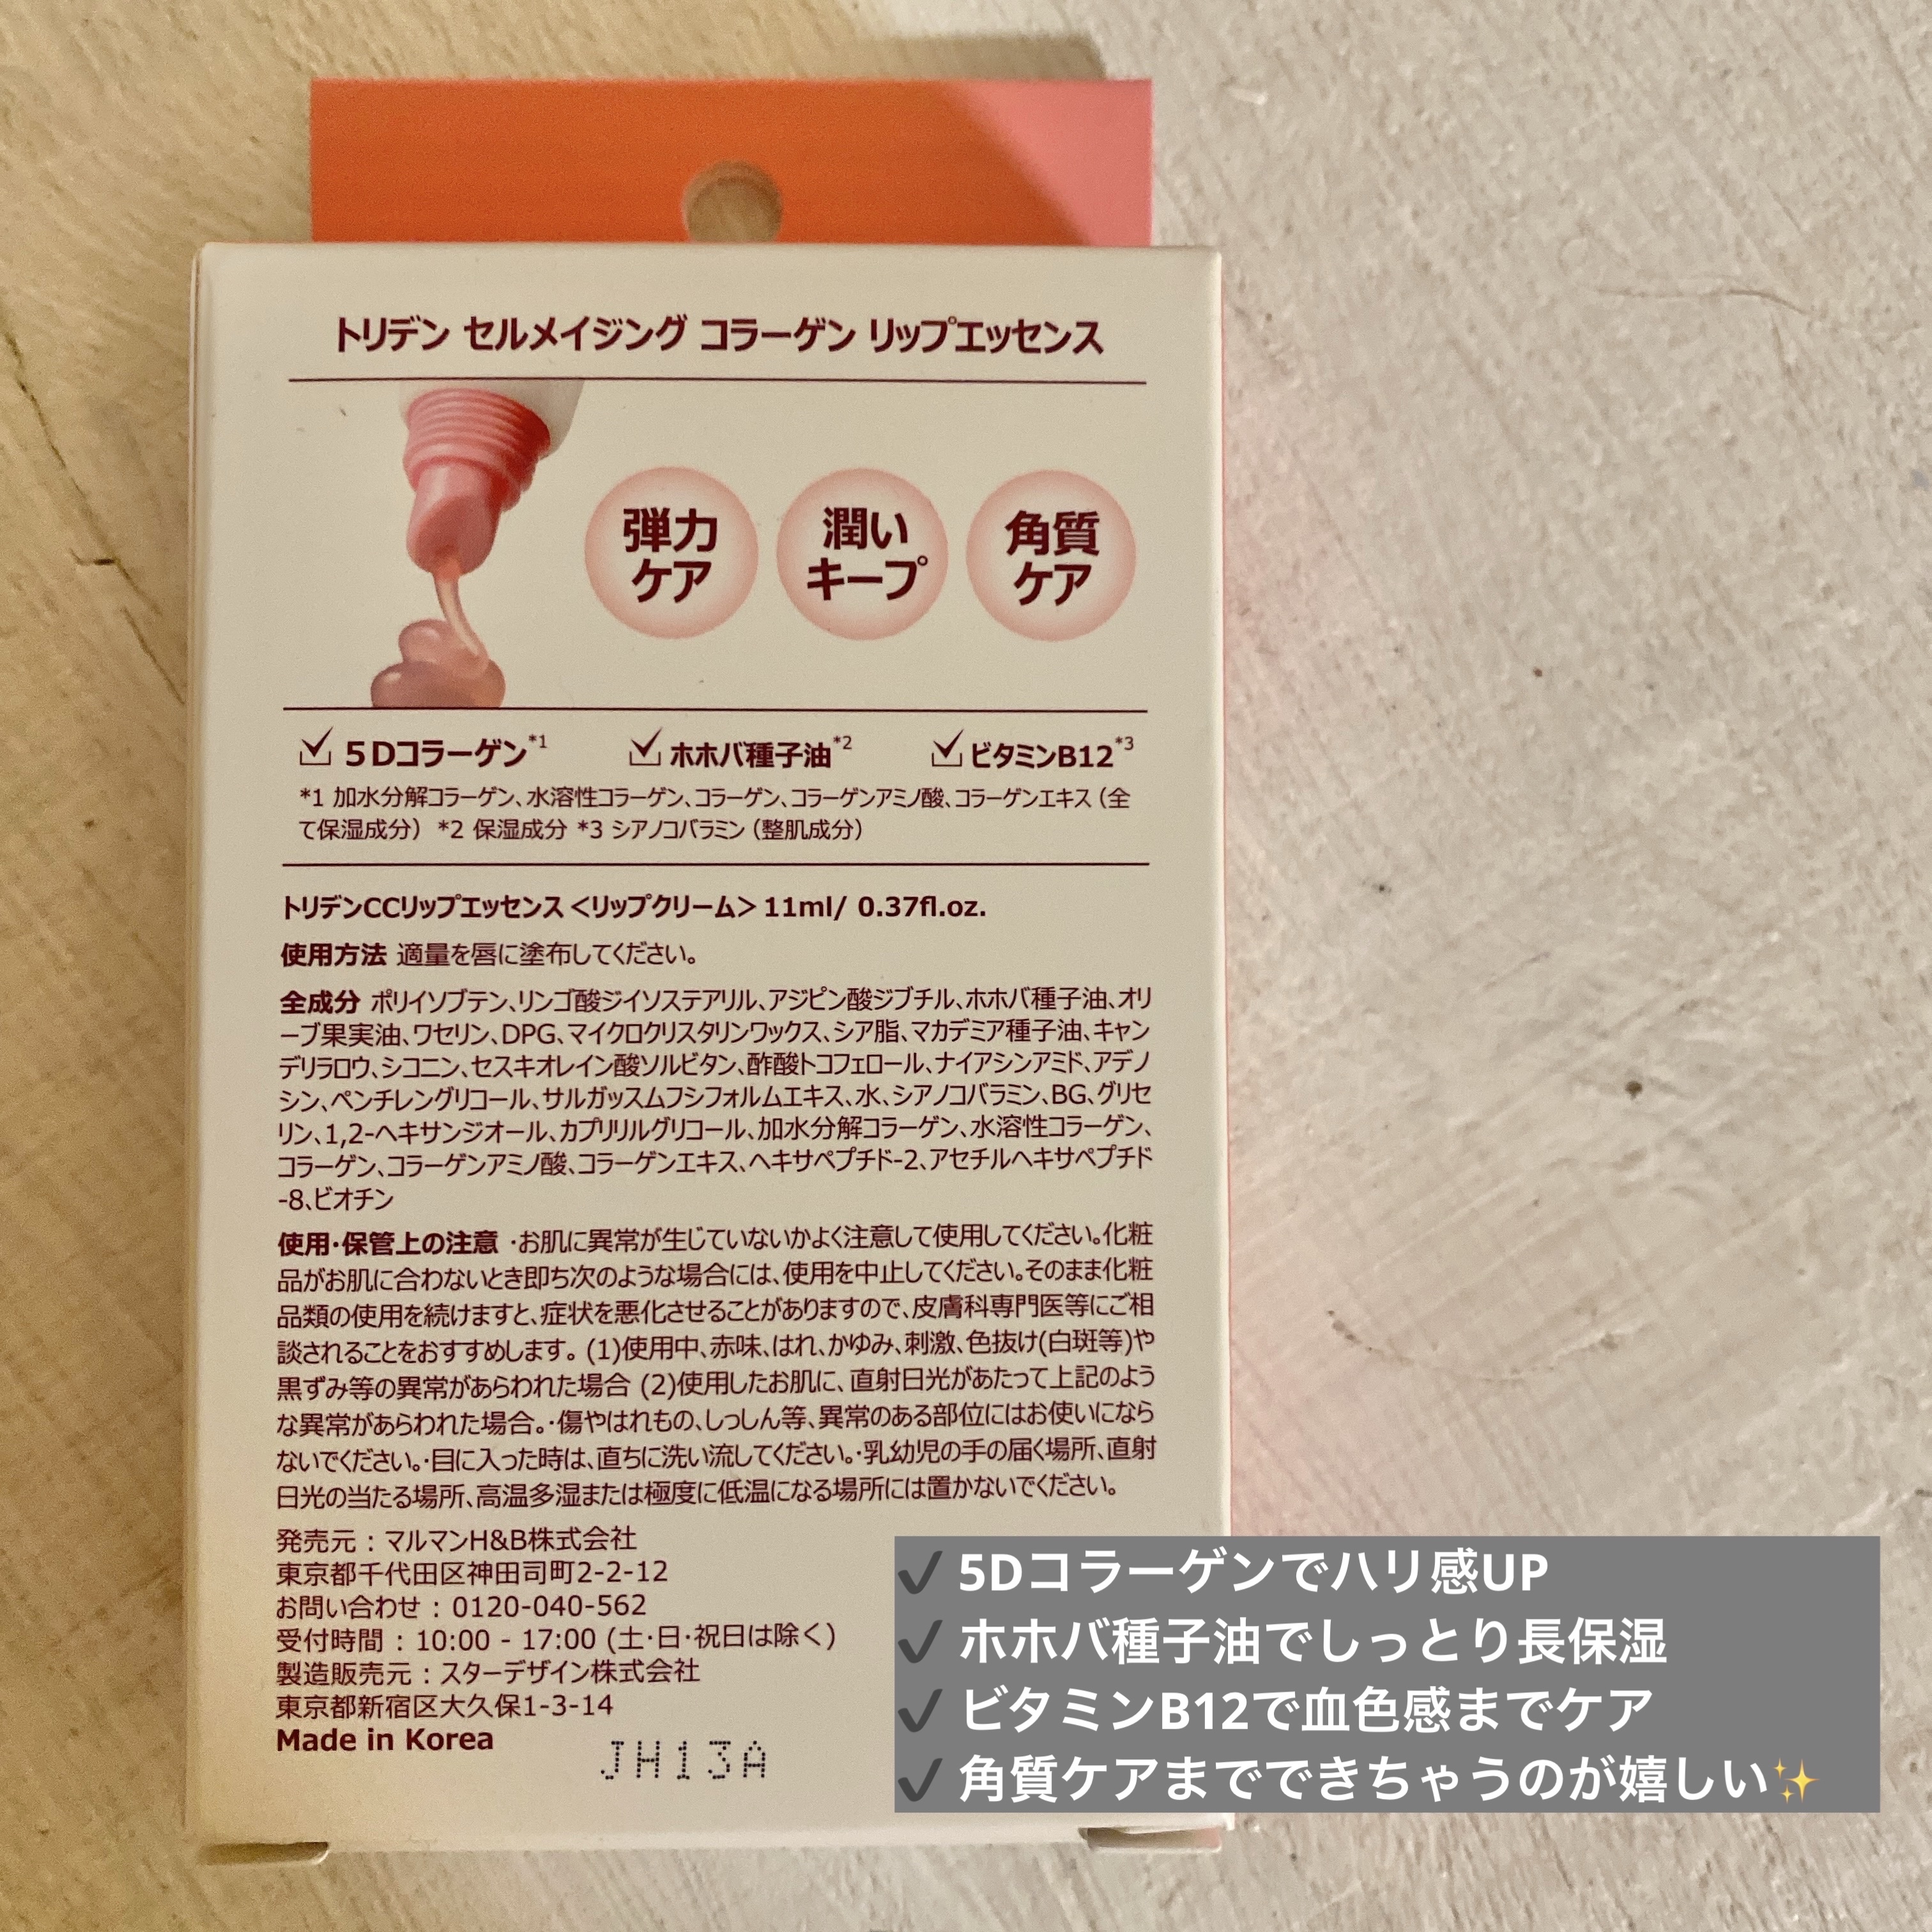 トリデン セルメイジング コラーゲン リップエッセンス
弾力
ケア
潤い
キープ
角質
ケア
5Dコラーゲン*1 ホホバ種子油*2 ビタミンB12*3
*1 加水分解コラーゲン、水溶性コラーゲン、コラーゲン、コラーゲンアミノ酸、コラーゲンエキス（全
て保湿成分） *2 保湿成分 *3 シアノコバラミン（整肌成分）
トリデンCCリップエッセンス＜リップクリーム＞11ml/ 0.37fl.oz.
使用方法 適量を唇に塗布してください。
全成分 ポリイソブテン、リンゴ酸ジイソステアリル、アジピン酸ジブチル、ホホバ種子油、オリ
ーブ果実油、ワセリン、DPG、マイクロクリスタリンワックス、シア脂、マカデミア種子油、キャン
デリラロウ、シコニン、セスキオレイン酸ソルビタン、酢酸トコフェロール、ナイアシンアミド、アデノ
シン、ペンチレングリコール、サルガッスムフシフォルムエキス、水、シアノコバラミン、BG、グリセ
リン、1,2-ヘキサンジオール、カプリリルグリコール、加水分解コラーゲン、水溶性コラーゲン、
コラーゲン、コラーゲンアミノ酸、コラーゲンエキス、ヘキサペプチド-2、アセチルヘキサペプチド
-8、ビオチン
使用・保管上の注意 ・お肌に異常が生じていないかよく注意して使用してください。化粧
品がお肌に合わないとき即ち次のような場合には、使用を中止してください。そのまま化粧
品類の使用を続けますと、症状を悪化させることがありますので、皮膚科専門医等にご相
談されることをおすすめします。(1)使用中、赤味、はれ、かゆみ、刺激、色抜け(白斑等)や
黒ずみ等の異常があらわれた場合 (2)使用したお肌に、直射日光があたって上記のよう
な異常があらわれた場合。・傷やはれもの、しっしん等、異常のある部位にはお使いになら
ないでください。・目に入った時は、直ちに洗い流してください。・乳幼児の手の届く場所、直射
日光の当たる場所、高温多湿または極度に低温になる場所には置かないでください。
発売元：マルマンH&B株式会社
東京都千代田区神田司町2-2-12
お問い合わせ：0120-040-562
受付時間：10:00 - 17:00 (土・日・祝日は除く)
製造販売元：スターデザイン株式会社
東京都新宿区大久保1-3-14
Made in Korea
JH13A
✓ 5Dコラーゲンでハリ感UP
✓ ホホバ種子油でしっとり長保湿
✓ ビタミンB12で血色感までケア
✓ 角質ケアまでできちゃうのが嬉しい✨